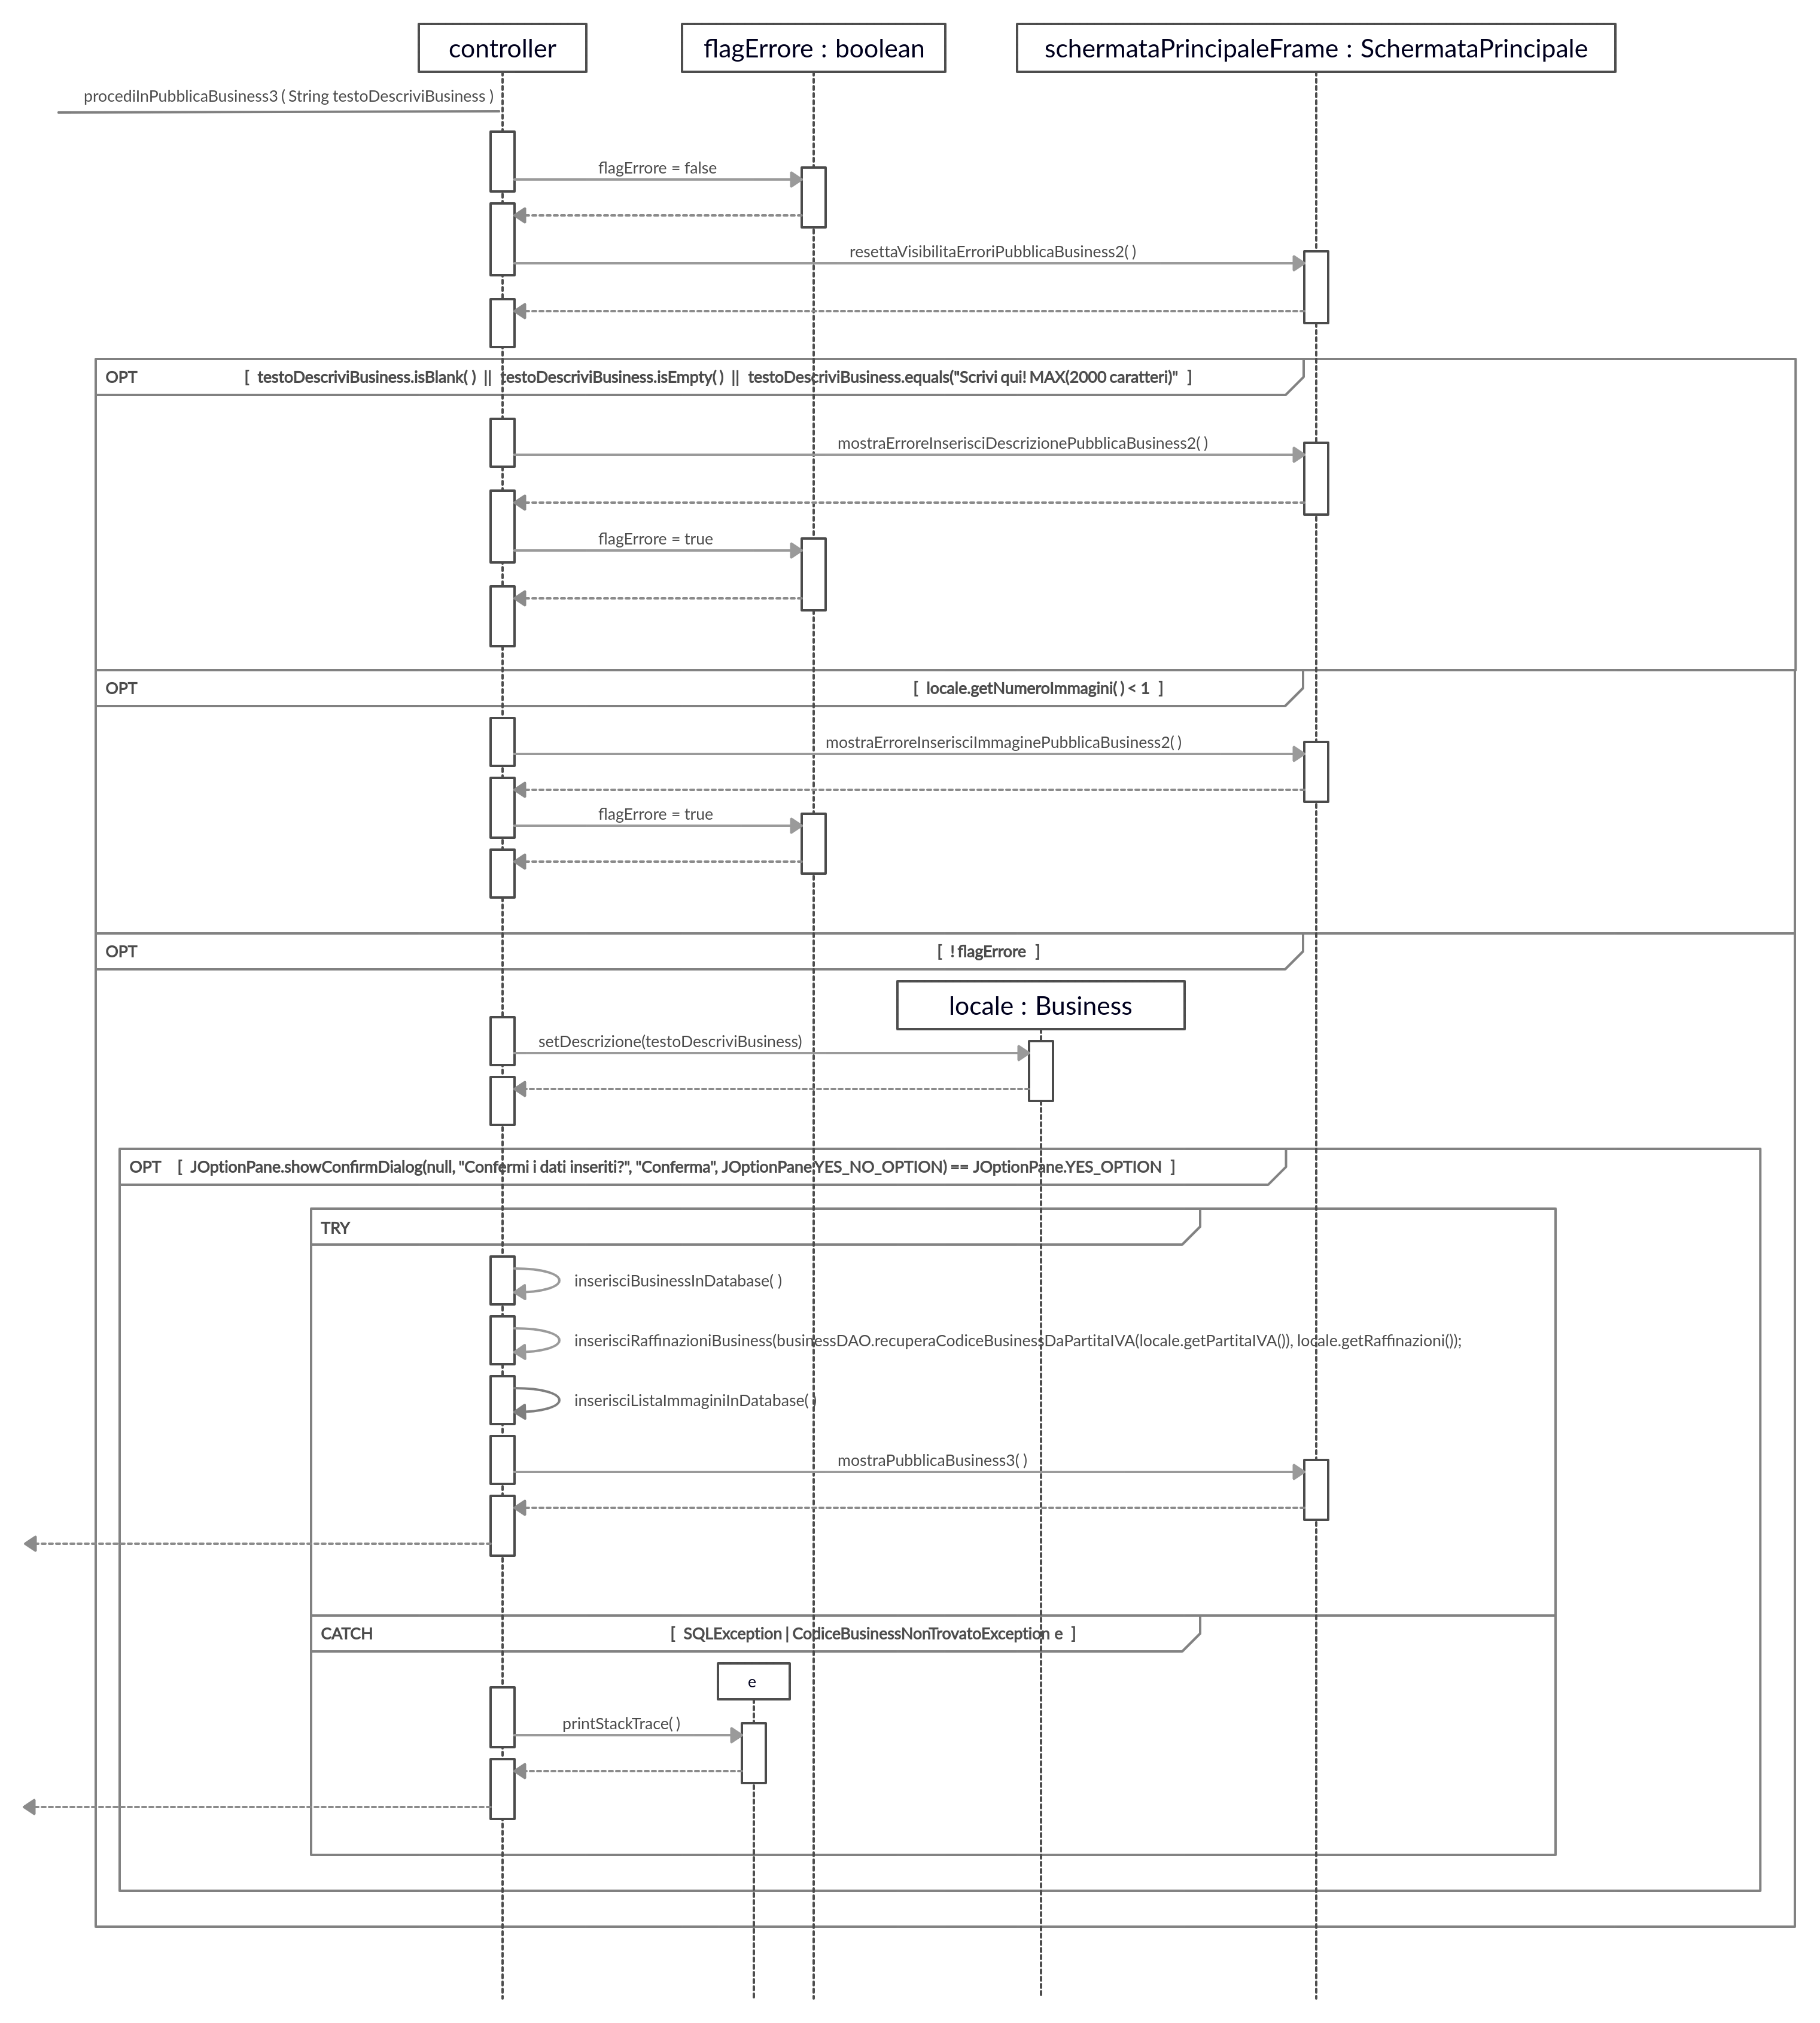 controller
flagErrore : boolean
schermataPrincipaleFrame : SchermataPrincipale
procediInPubblicaBusiness3 ( String testoDescriviBusiness )
flagErrore = false
resettaVisibilitaErroriPubblicaBusiness2( )
OPT [ testoDescriviBusiness.isBlank( ) || testoDescriviBusiness.isEmpty( ) || testoDescriviBusiness.equals("Scrivi qui! MAX(2000 caratteri)" ]
mostraErroreInserisciDescrizionePubblicaBusiness2( )
flagErrore = true
OPT [ locale.getNumeroImmagini( ) < 1 ]
mostraErroreInserisciImmaginePubblicaBusiness2( )
flagErrore = true
OPT [ ! flagErrore ]
locale : Business
setDescrizione(testoDescriviBusiness)
OPT [ JOptionPane.showConfirmDialog(null, "Confermi i dati inseriti?", "Conferma", JOptionPane.YES_NO_OPTION) == JOptionPane.YES_OPTION ]
TRY
inserisciBusinessInDatabase( )
inserisciRaffinazioniBusiness(businessDAO.recuperaCodiceBusinessDaPartitaIVA(locale.getPartitaIVA()), locale.getRaffinazioni());
inserisciListaImmaginiInDatabase( )
mostraPubblicaBusiness3( )
CATCH [ SQLException | CodiceBusinessNonTrovatoException e ]
e
printStackTrace( )